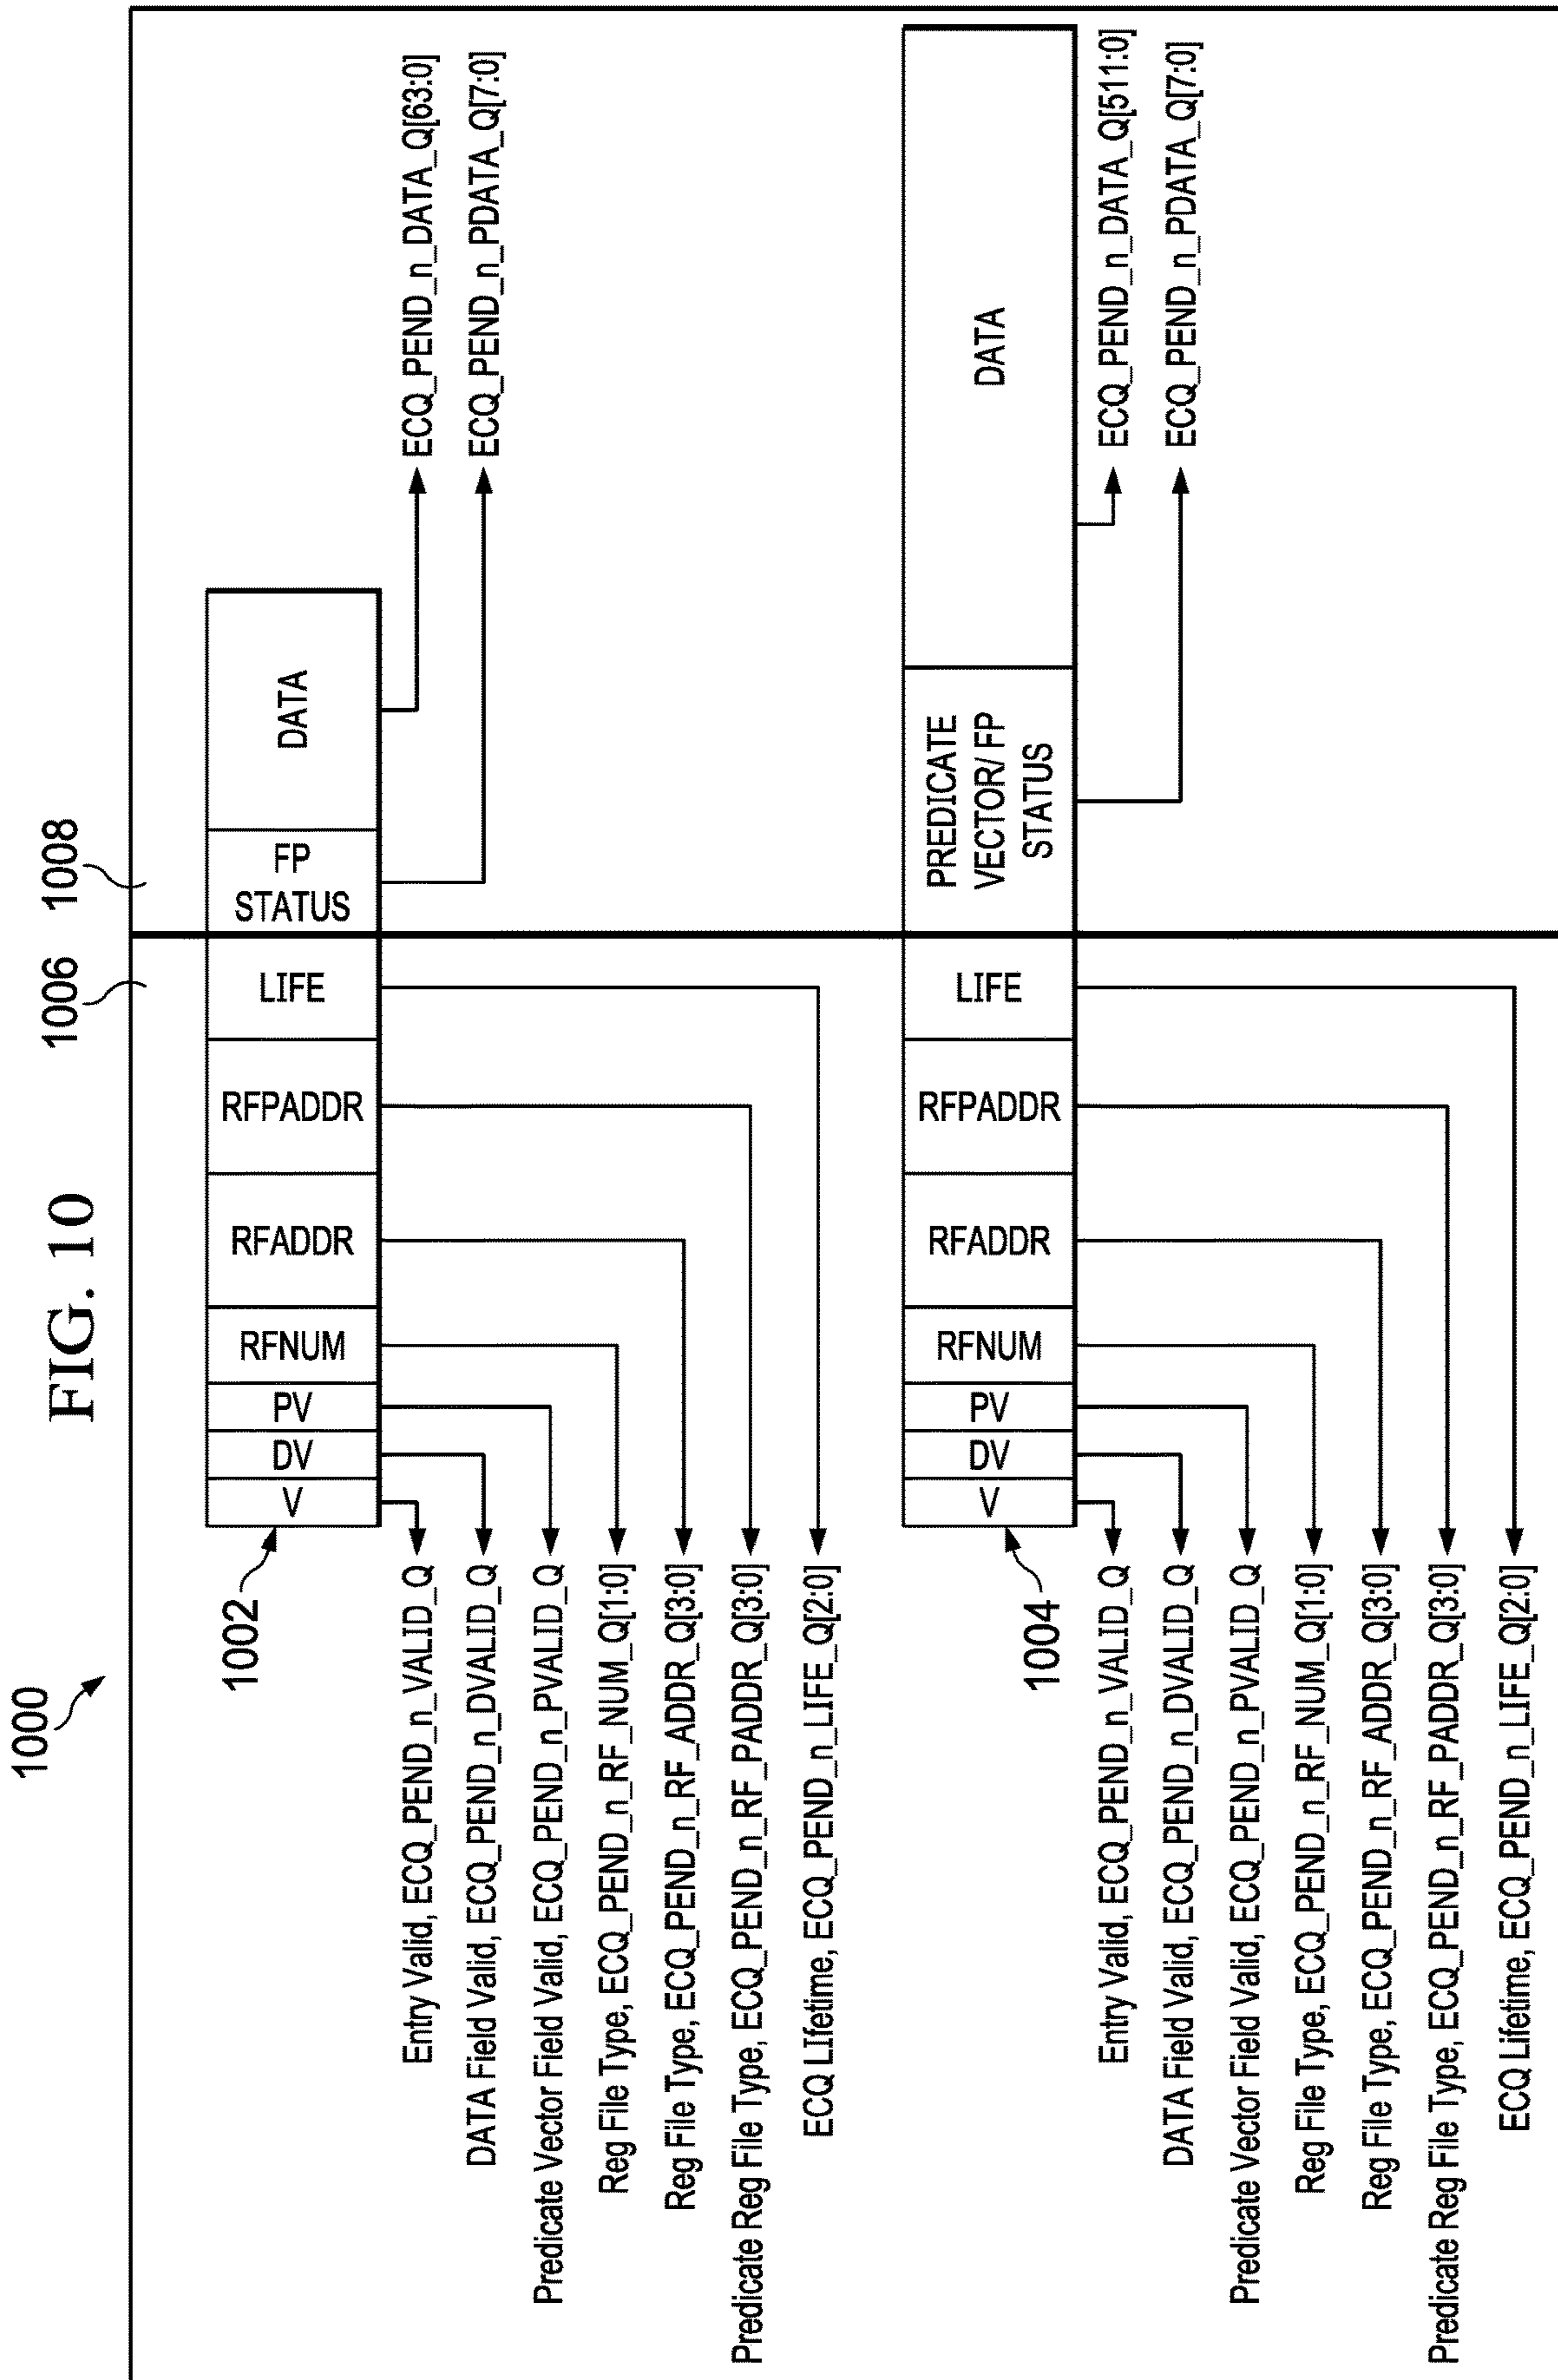 FIG. 10
1000
1006
1008
1002
V
DV
PV
RFNUM
RFADDR
RFPADDR
LIFE
FP
STATUS
DATA
Entry Valid, ECQ_PEND_n_VALID_Q
DATA Field Valid, ECQ_PEND_n_DVALID_Q
Predicate Vector Field Valid, ECQ_PEND_n_PVALID_Q
Reg File Type, ECQ_PEND_n_RF_NUM_Q[1:0]
Reg File Type, ECQ_PEND_n_RF_ADDR_Q[3:0]
Predicate Reg File Type, ECQ_PEND_n_RF_PADDR_Q[3:0]
ECQ LIfetime, ECQ_PEND_n_LIFE_Q[2:0]
ECQ_PEND_n_DATA_Q[63:0]
ECQ_PEND_n_PDATA_Q[7:0]
1004
V
DV
PV
RFNUM
RFADDR
RFPADDR
LIFE
PREDICATE
VECTOR/FP
STATUS
DATA
Entry Valid, ECQ_PEND_n_VALID_Q
DATA Field Valid, ECQ_PEND_n_DVALID_Q
Predicate Vector Field Valid, ECQ_PEND_n_PVALID_Q
Reg File Type, ECQ_PEND_n_RF_NUM_Q[1:0]
Reg File Type, ECQ_PEND_n_RF_ADDR_Q[3:0]
Predicate Reg File Type, ECQ_PEND_n_RF_PADDR_Q[3:0]
ECQ Lifetime, ECQ_PEND_n_LIFE_Q[2:0]
ECQ_PEND_n_DATA_Q[511:0]
ECQ_PEND_n_PDATA_Q[7:0]